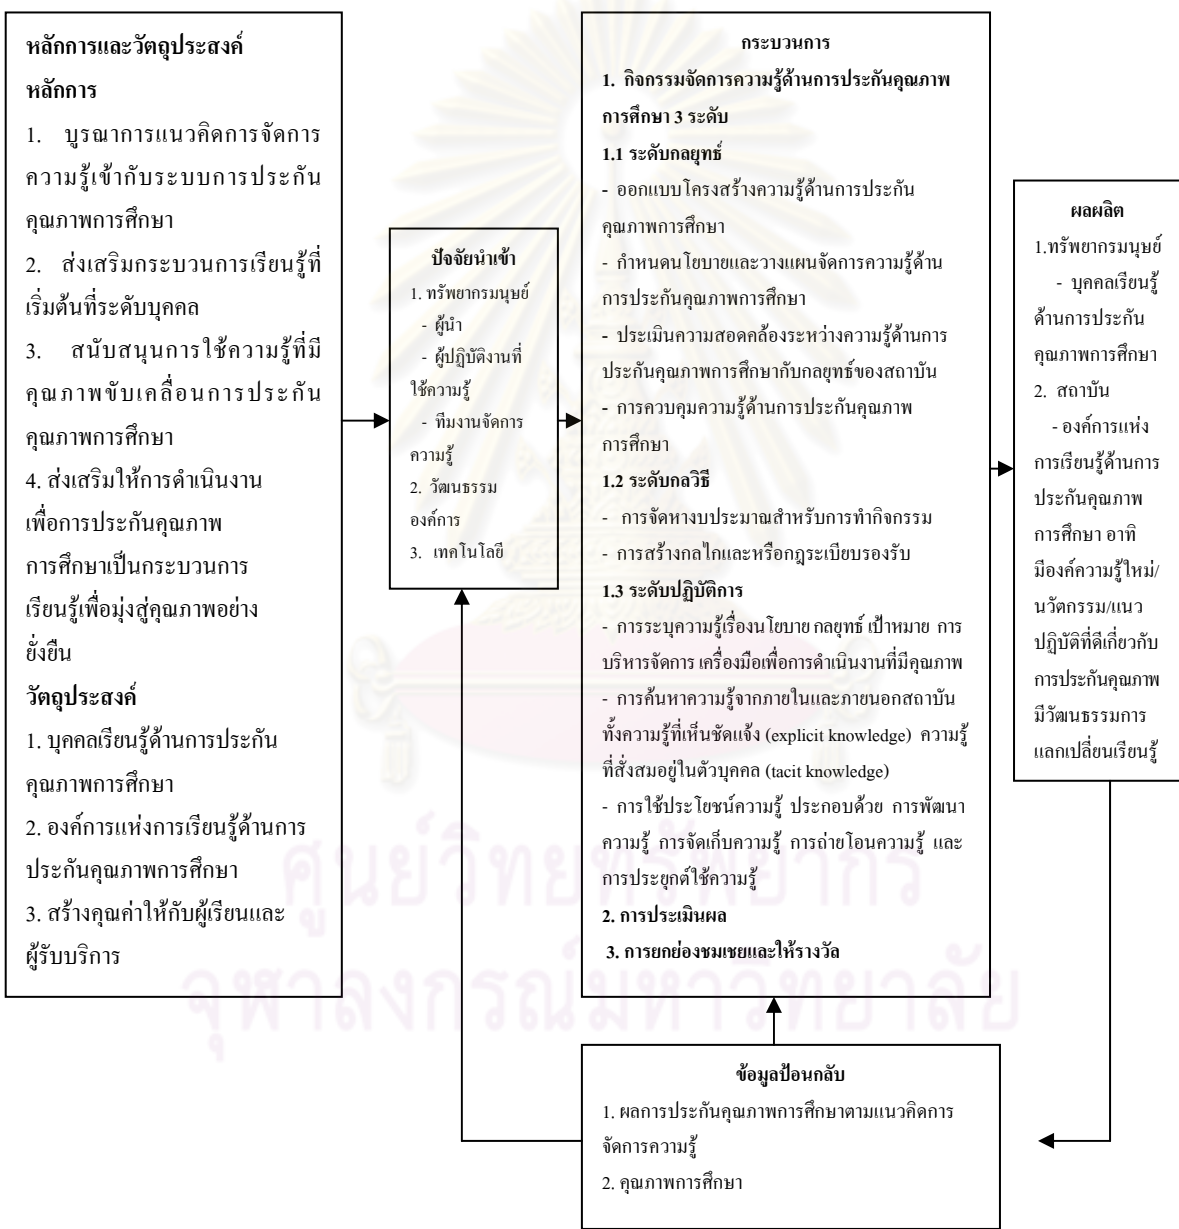 หลักการและวัตถุประสงค์
หลักการ
1. บูรณาการแนวคิดการจัดการ
ความรู้เข้ากับระบบการประกัน
คุณภาพการศึกษา
2. ส่งเสริมกระบวนการเรียนรู้ที่
เริ่มต้นที่ระดับบุคคล
3. สนับสนุนการใช้ความรู้ที่มี
คุณภาพขับเคลื่อนการประกัน
คุณภาพการศึกษา
4. ส่งเสริมให้การดำเนินงาน
เพื่อการประกันคุณภาพ
การศึกษาเป็นกระบวนการ
เรียนรู้เพื่อมุ่งสู่คุณภาพอย่าง
ยั่งยืน
วัตถุประสงค์
1. บุคคลเรียนรู้ด้านการประกัน
คุณภาพการศึกษา
2. องค์การแห่งการเรียนรู้ด้านการ
ประกันคุณภาพการศึกษา
3. สร้างคุณค่าให้กับผู้เรียนและ
ผู้รับบริการ
ปัจจัยนำเข้า
1. ทรัพยากรมนุษย์
- ผู้นำ
- ผู้ปฏิบัติงานที่
ใช้ความรู้
- ทีมงานจัดการ
ความรู้
2. วัฒนธรรม
องค์การ
3. เทคโนโลยี
กระบวนการ
1. กิจกรรมจัดการความรู้ด้านการประกันคุณภาพ
การศึกษา 3 ระดับ
1.1 ระดับกลยุทธ์
- ออกแบบโครงสร้างความรู้ด้านการประกัน
คุณภาพการศึกษา
- กำหนดนโยบายและวางแผนจัดการความรู้ด้าน
การประกันคุณภาพการศึกษา
- ประเมินความสอดคล้องระหว่างความรู้ด้านการ
ประกันคุณภาพการศึกษากับกลยุทธ์ของสถาบัน
- การควบคุมความรู้ด้านการประกันคุณภาพ
การศึกษา
1.2 ระดับกลวิธี
- การจัดหางบประมาณสำหรับการทำกิจกรรม
- การสร้างกลไกและหรือกฎระเบียบรองรับ
1.3 ระดับปฏิบัติการ
- การระบุความรู้เรื่องนโยบาย กลยุทธ์ เป้าหมาย การ
บริหารจัดการ เครื่องมือเพื่อการดำเนินงานที่มีคุณภาพ
- การค้นหาความรู้จากภายในและภายนอกสถาบัน
ทั้งความรู้ที่เห็นชัดแจ้ง (explicit knowledge) ความรู้
ที่สั่งสมอยู่ในตัวบุคคล (tacit knowledge)
- การใช้ประโยชน์ความรู้ ประกอบด้วย การพัฒนา
ความรู้ การจัดเก็บความรู้ การถ่ายโอนความรู้ และ
การประยุกต์ใช้ความรู้
2. การประเมินผล
3. การยกย่องชมเชยและให้รางวัล
ผลผลิต
1.ทรัพยากรมนุษย์
- บุคคลเรียนรู้
ด้านการประกัน
คุณภาพการศึกษา
2. สถาบัน
- องค์การแห่ง
การเรียนรู้ด้านการ
ประกันคุณภาพ
การศึกษา อาทิ
มีองค์ความรู้ใหม่/
นวัตกรรม/แนว
ปฏิบัติที่ดีเกี่ยวกับ
การประกันคุณภาพ
มีวัฒนธรรมการ
แลกเปลี่ยนเรียนรู้
ข้อมูลป้อนกลับ
1. ผลการประกันคุณภาพการศึกษาตามแนวคิดการ
จัดการความรู้
2. คุณภาพการศึกษา
ศูนย์วิทยทรัพยากร
จุฬาลงกรณ์มหาวิทยาลัย